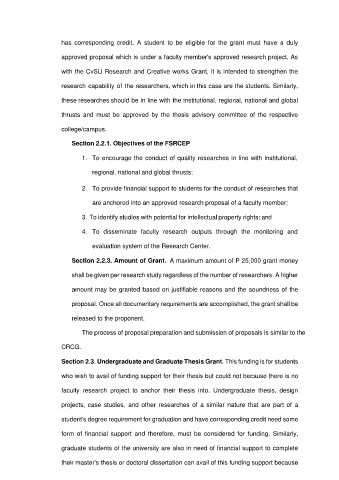 has corresponding credit. A student to be eligible for the grant must have a duly
approved proposal which is under a faculty member's approved research project. As
with the CvSU Research and Creative works Grant, it is intended to strengthen the
research capability of the researchers, which in this case are the students. Similarly,
these researches should be in line with the institutional, regional, national and global
thrusts and must be approved by the thesis advisory committee of the respective
college/campus.
Section 2.2.1. Objectives of the FSRCEP
1. To encourage the conduct of quality researches in line with institutional,
regional, national and global thrusts;
2. To provide financial support to students for the conduct of researches that
are anchored into an approved research proposal of a faculty member;
3. To identify studies with potential for intellectual property rights; and
4. To disseminate faculty research outputs through the monitoring and
evaluation system of the Research Center.
Section 2.2.3. Amount of Grant. A maximum amount of P 25,000 grant money
shall be given per research study regardless of the number of researchers. A higher
amount may be granted based on justifiable reasons and the soundness of the
proposal. Once all documentary requirements are accomplished, the grant shall be
released to the proponent.
The process of proposal preparation and submission of proposals is similar to the
CRCG.
Section 2.3. Undergraduate and Graduate Thesis Grant. This funding is for students
who wish to avail of funding support for their thesis but could not because there is no
faculty research project to anchor their thesis into. Undergraduate thesis, design
projects, case studies, and other researches of a similar nature that are part of a
student's degree requirement for graduation and have corresponding credit need some
form of financial support and therefore, must be considered for funding. Similarly,
graduate students of the university are also in need of financial support to complete
their master's thesis or doctoral dissertation can avail of this funding support because